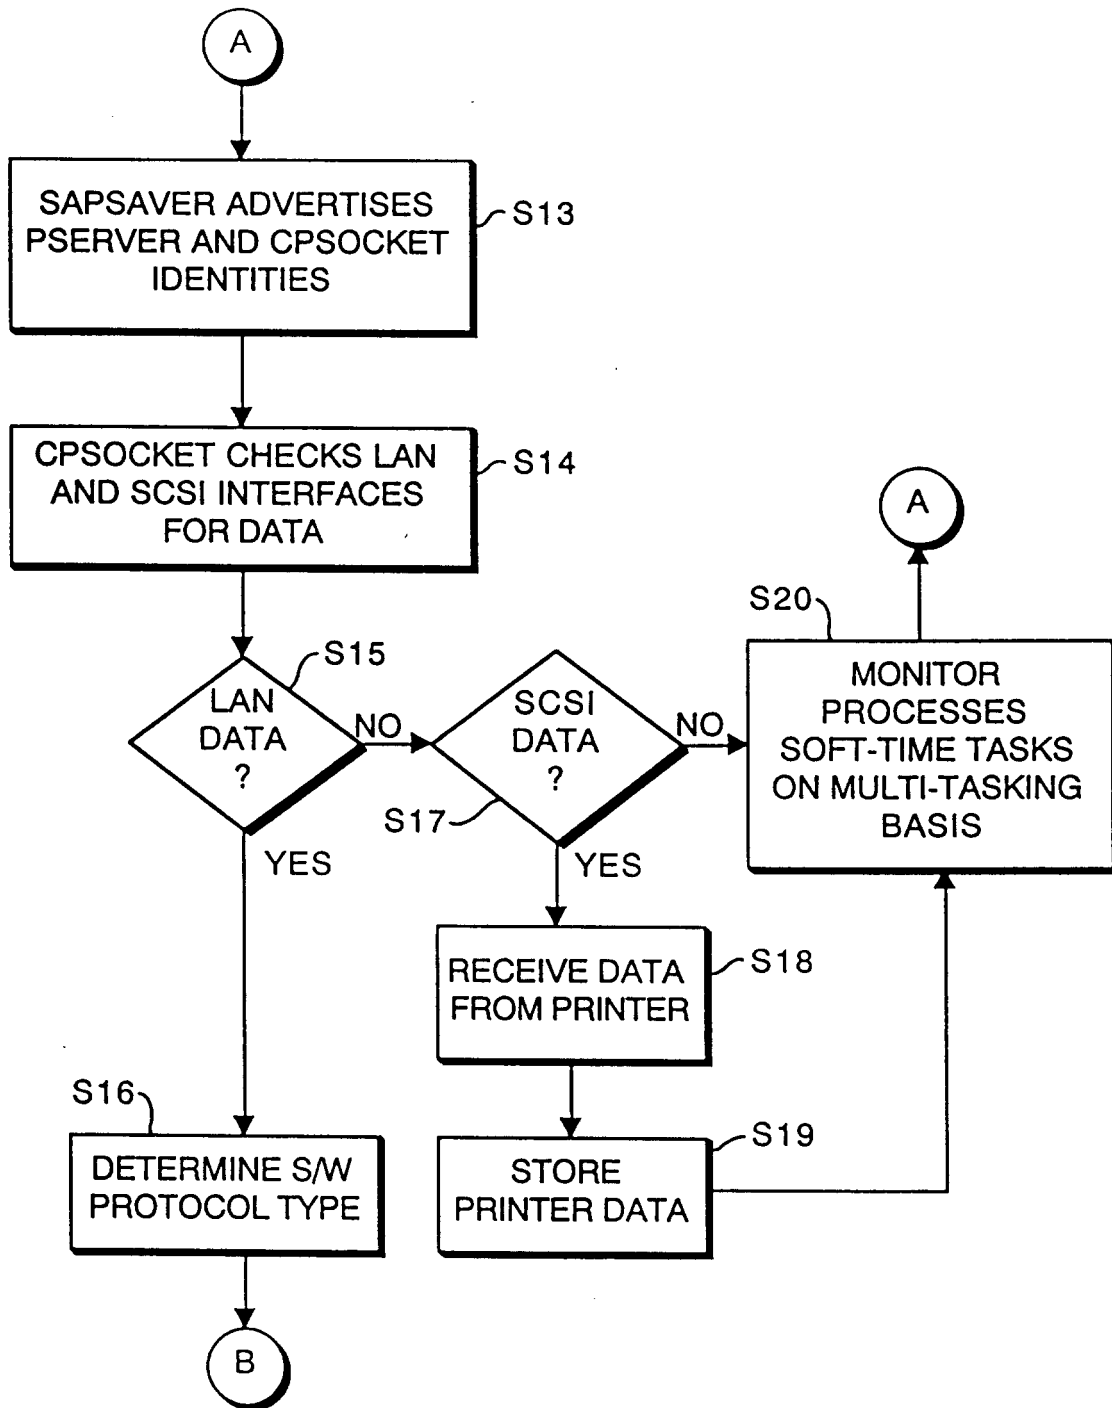 A
SAPSAVER ADVERTISES
PSERVER AND CPSOCKET
IDENTITIES
S13
CPSOCKET CHECKS LAN
AND SCSI INTERFACES
FOR DATA
S14
LAN
DATA
?
S15
NO
YES
SCSI
DATA
?
S17
NO
YES
A
S20
MONITOR
PROCESSES
SOFT-TIME TASKS
ON MULTI-TASKING
BASIS
RECEIVE DATA
FROM PRINTER
S18
STORE
PRINTER DATA
S19
S16
DETERMINE S/W
PROTOCOL TYPE
B